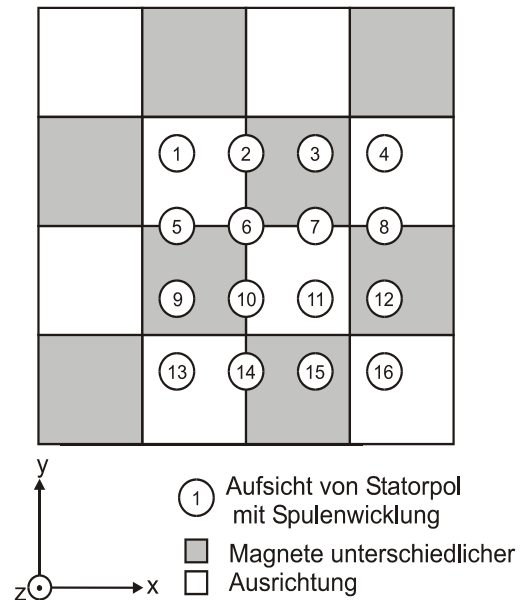 1 2 3 4
5 6 7 8
9 10 11 12
13 14 15 16
y
z x
1 Aufsicht von Statorpol
mit Spulenwicklung
Magnete unterschiedlicher
Ausrichtung